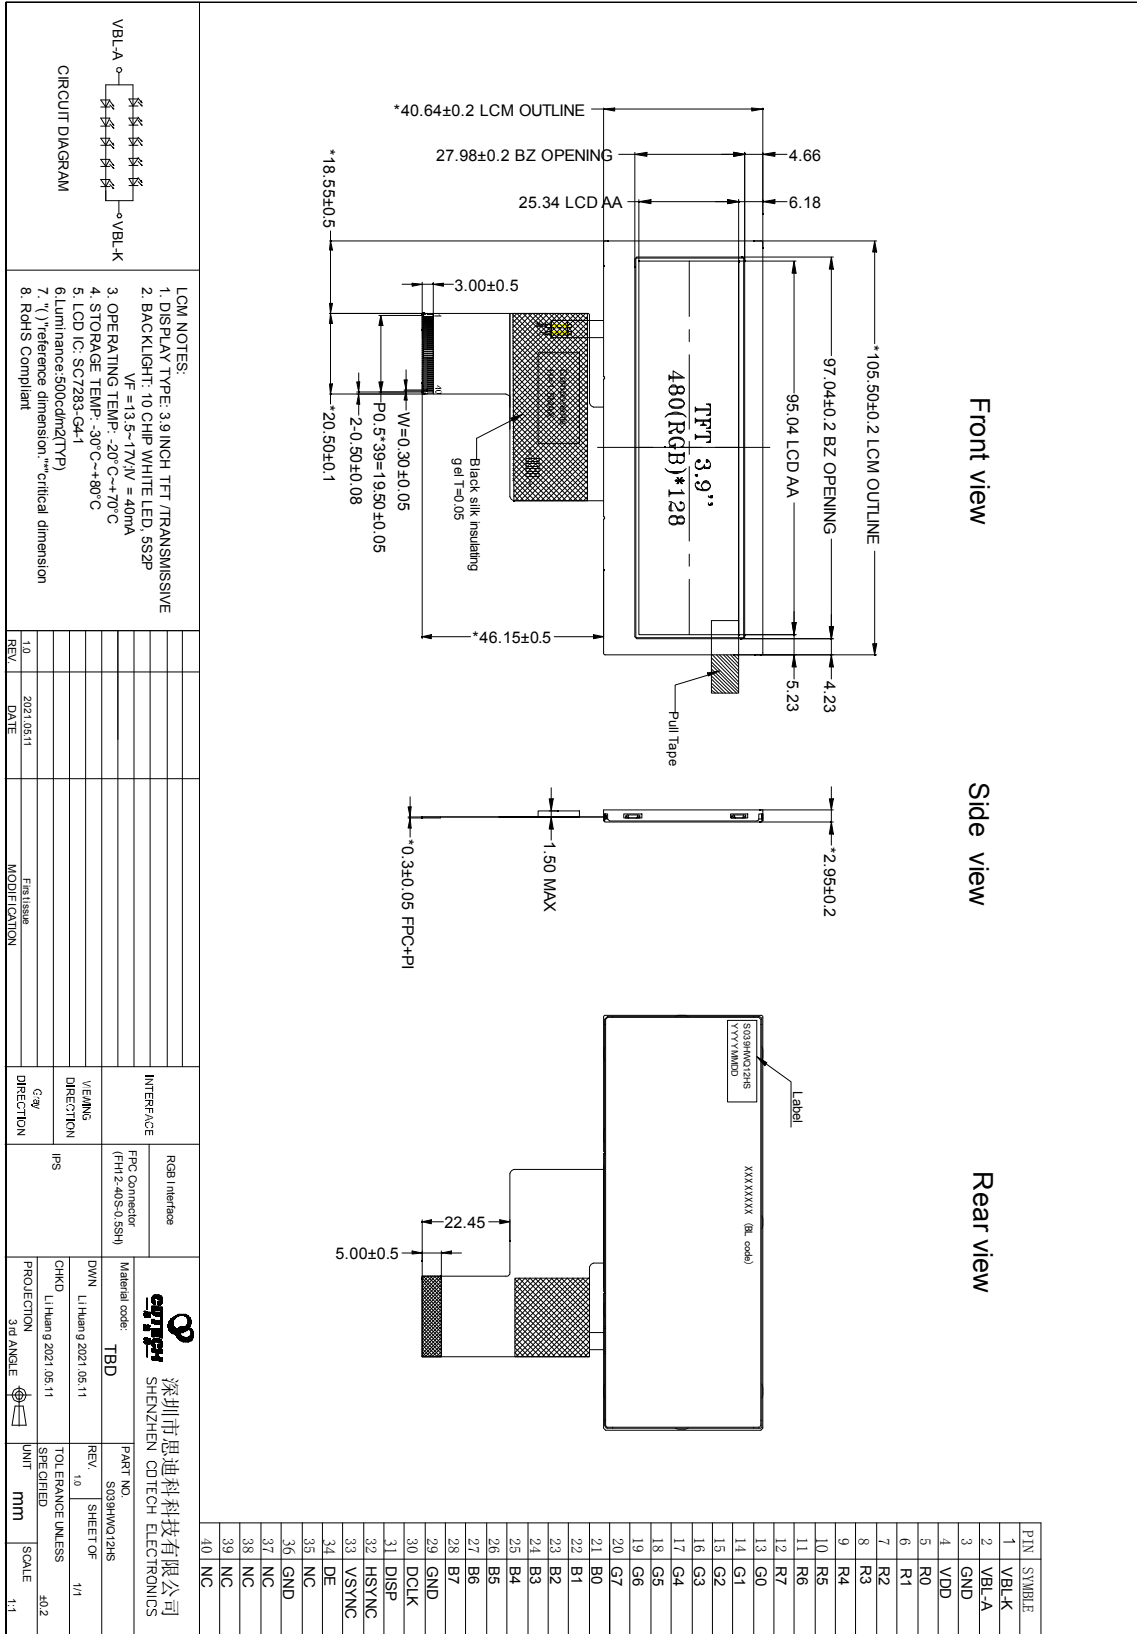 Front view
Side view
Rear view
*105.50±0.2 LCM OUTLINE
97.04±0.2 BZ OPENING
95.04 LCD AA
4.23
5.23
*40.64±0.2 LCM OUTLINE
27.98±0.2 BZ OPENING
25.34 LCD AA
4.66
6.18
TFT 3.9''
480(RGB)*128
*18.55±0.5
3.00±0.5
1
40
W=0.30±0.05
P0.5*39=19.50±0.05
2-0.50±0.08
*20.50±0.1
Black silk insulating
gel T=0.05
*46.15±0.5
Pull Tape
*2.95±0.2
1.50 MAX
*0.3±0.05 FPC+PI
S039HWQ12HS
YYYYMMDD
Label
XXXXXXXX (BL code)
22.45
5.00±0.5
PIN SYMBLE
1 VBL-K
2 VBL-A
3 GND
4 VDD
5 R0
6 R1
7 R2
8 R3
9 R4
10 R5
11 R6
12 R7
13 G0
14 G1
15 G2
16 G3
17 G4
18 G5
19 G6
20 G7
21 B0
22 B1
23 B2
24 B3
25 B4
26 B5
27 B6
28 B7
29 GND
30 DCLK
31 DISP
32 HSYNC
33 VSYNC
34 DE
35 NC
36 GND
37 NC
38 NC
39 NC
40 NC
VBL-A
VBL-K
CIRCUIT DIAGRAM
LCM NOTES:
1. DISPLAY TYPE: 3.9 INCH TFT /TRANSMISSIVE
2. BACKLIGHT: 10 CHIP WHITE LED, 5S2P
VF =13.5~17V;IV = 40mA
3. OPERATING TEMP: -20°C~+70°C
4. STORAGE TEMP: -30°C~+80°C
5. LCD IC: SC7283-G4-1
6.Luminance:500cd/m2(TYP)
7. "( )"reference dimension."*"critical dimension
8. RoHS Compliant
1.0 2021.05.11 First issue
REV. DATE MODIFICATION
INTERFACE
RGB Interface
FPC Connector
(FH12-40S-0.5SH)
VIEWING
DIRECTION
IPS
Gray
DIRECTION
CDTECH
深圳市思迪科科技有限公司
SHENZHEN CDTECH ELECTRONICS
Material code:
TBD
PART NO.
S039HWQ12HS
DWN
Li Huang 2021.05.11
REV.
1.0
SHEET OF
1/1
CHKD
Li Huang 2021.05.11
TOLERANCE UNLESS
SPECIFIED
±0.2
PROJECTION
3rd ANGLE
UNIT
mm
SCALE
1:1